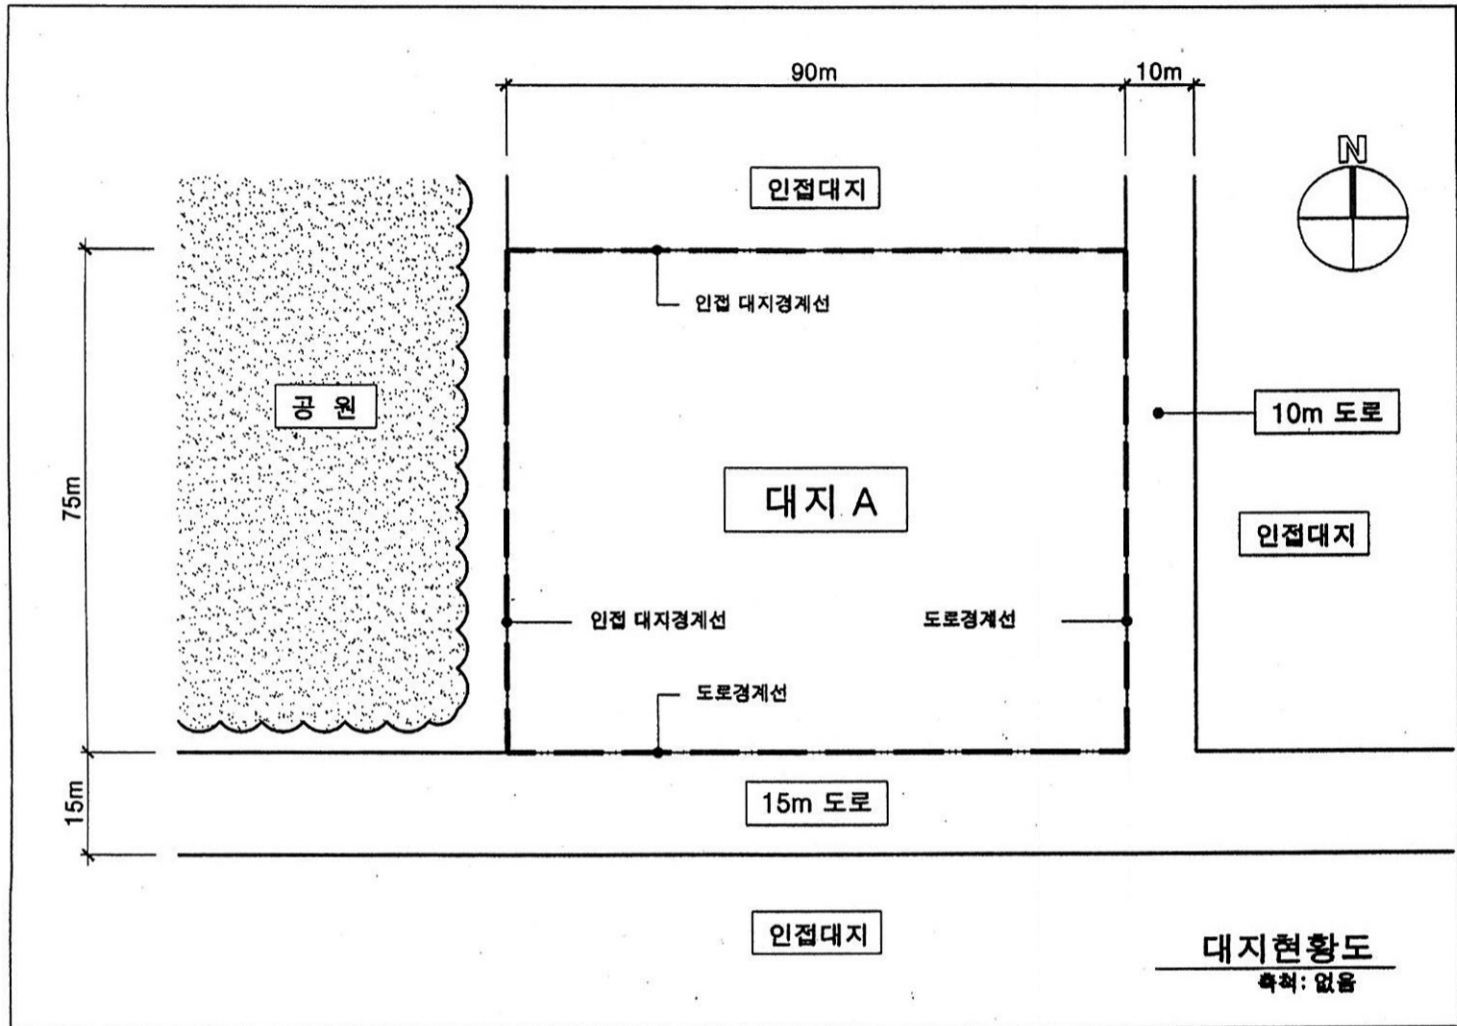 90m
10m
N
인접대지
인접 대지경계선
공 원
10m 도로
75m
대지 A
인접대지
인접 대지경계선
도로경계선
도로경계선
15m
15m 도로
인접대지
대지현황도
축척: 없음